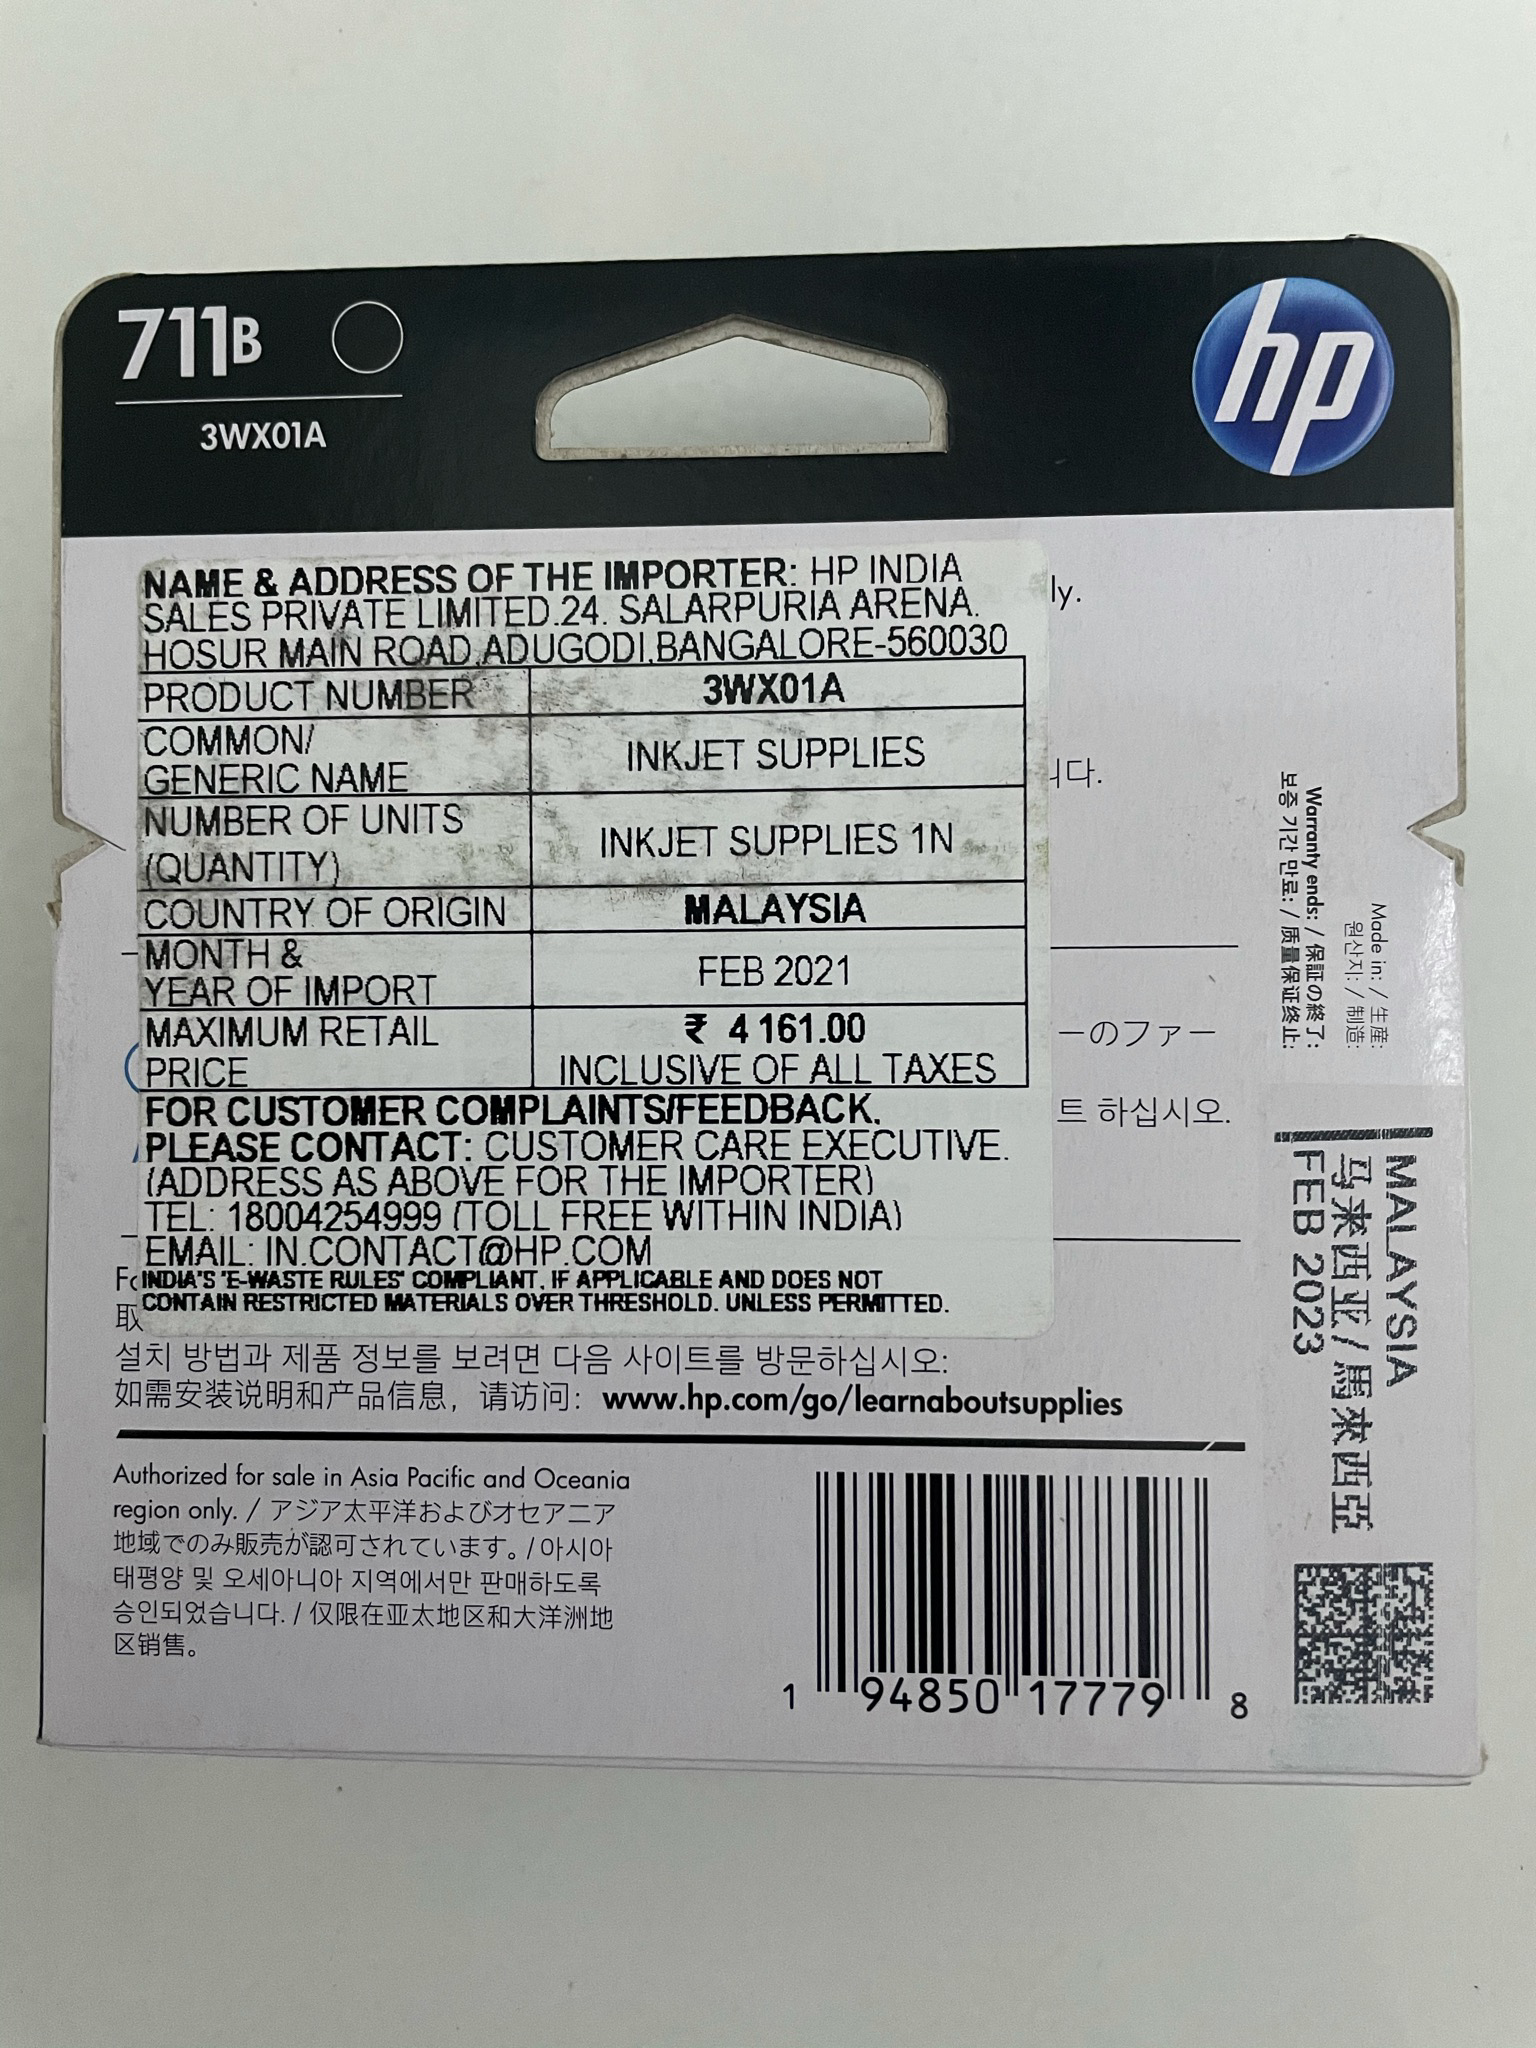 711B
3WX01A
hp
NAME & ADDRESS OF THE IMPORTER: HP INDIA
SALES PRIVATE LIMITED.24. SALARPURIA ARENA.
HOSUR MAIN ROAD,ADUGODI,BANGALORE-560030
PRODUCT NUMBER 3WX01A
COMMON/
GENERIC NAME INKJET SUPPLIES
NUMBER OF UNITS
(QUANTITY) INKJET SUPPLIES 1N
COUNTRY OF ORIGIN MALAYSIA
MONTH &
YEAR OF IMPORT FEB 2021
MAXIMUM RETAIL ₹ 4 161.00
PRICE INCLUSIVE OF ALL TAXES
FOR CUSTOMER COMPLAINTS/FEEDBACK,
PLEASE CONTACT: CUSTOMER CARE EXECUTIVE.
(ADDRESS AS ABOVE FOR THE IMPORTER)
TEL: 18004254999 (TOLL FREE WITHIN INDIA)
EMAIL: IN.CONTACT@HP.COM
INDIA'S 'E-WASTE RULES' COMPLIANT, IF APPLICABLE AND DOES NOT
CONTAIN RESTRICTED MATERIALS OVER THRESHOLD. UNLESS PERMITTED.
ly.
니다.
ーのファー
트 하십시오.
取
설치 방법과 제품 정보를 보려면 다음 사이트를 방문하십시오:
如需安装说明和产品信息，请访问：www.hp.com/go/learnaboutsupplies
Authorized for sale in Asia Pacific and Oceania
region only. / アジア太平洋およびオセアニア
地域でのみ販売が認可されています。/ 아시아
태평양 및 오세아니아 지역에서만 판매하도록
승인되었습니다. / 仅限在亚太地区和大洋洲地
区销售。
1 94850 17779 8
Made in: / 生産:
원산지: / 制造:
Warranty ends: / 保証の終了:
보증 기간 만료: / 质量保证终止:
MALAYSIA
马来西亚/馬來西亞
FEB 2023